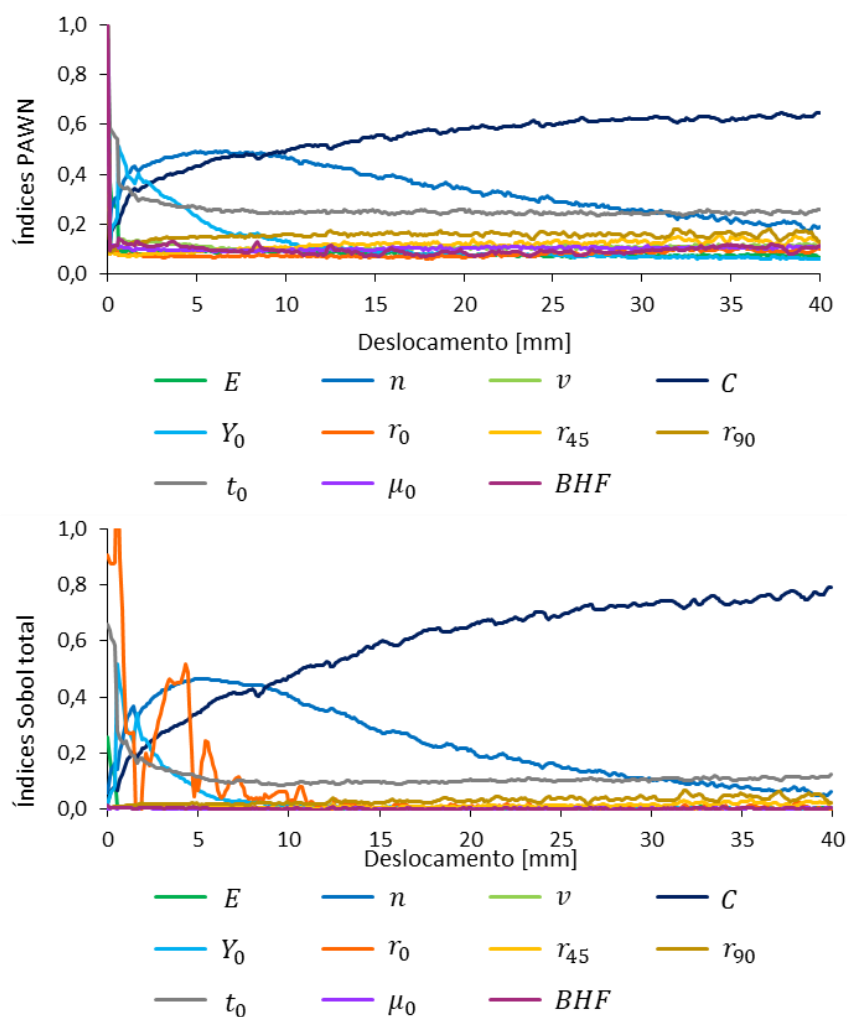 Índices PAWN
1,0
0,8
0,6
0,4
0,2
0,0
0 5 10 15 20 25 30 35 40
Deslocamento [mm]
E n v C
Y₀ r₀ r₄₅ r₉₀
t₀ μ₀ BHF
Índices Sobol total
1,0
0,8
0,6
0,4
0,2
0,0
0 5 10 15 20 25 30 35 40
Deslocamento [mm]
E n v C
Y₀ r₀ r₄₅ r₉₀
t₀ μ₀ BHF